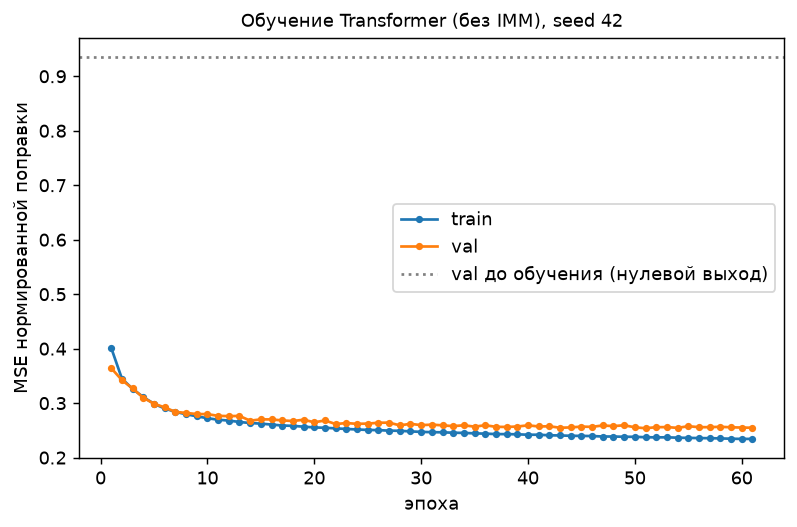 Обучение Transformer (без IMM), seed 42
MSE нормированной поправки
0.9
0.8
0.7
0.6
0.5
0.4
0.3
0.2
train
val
val до обучения (нулевой выход)
0 10 20 30 40 50 60
эпоха